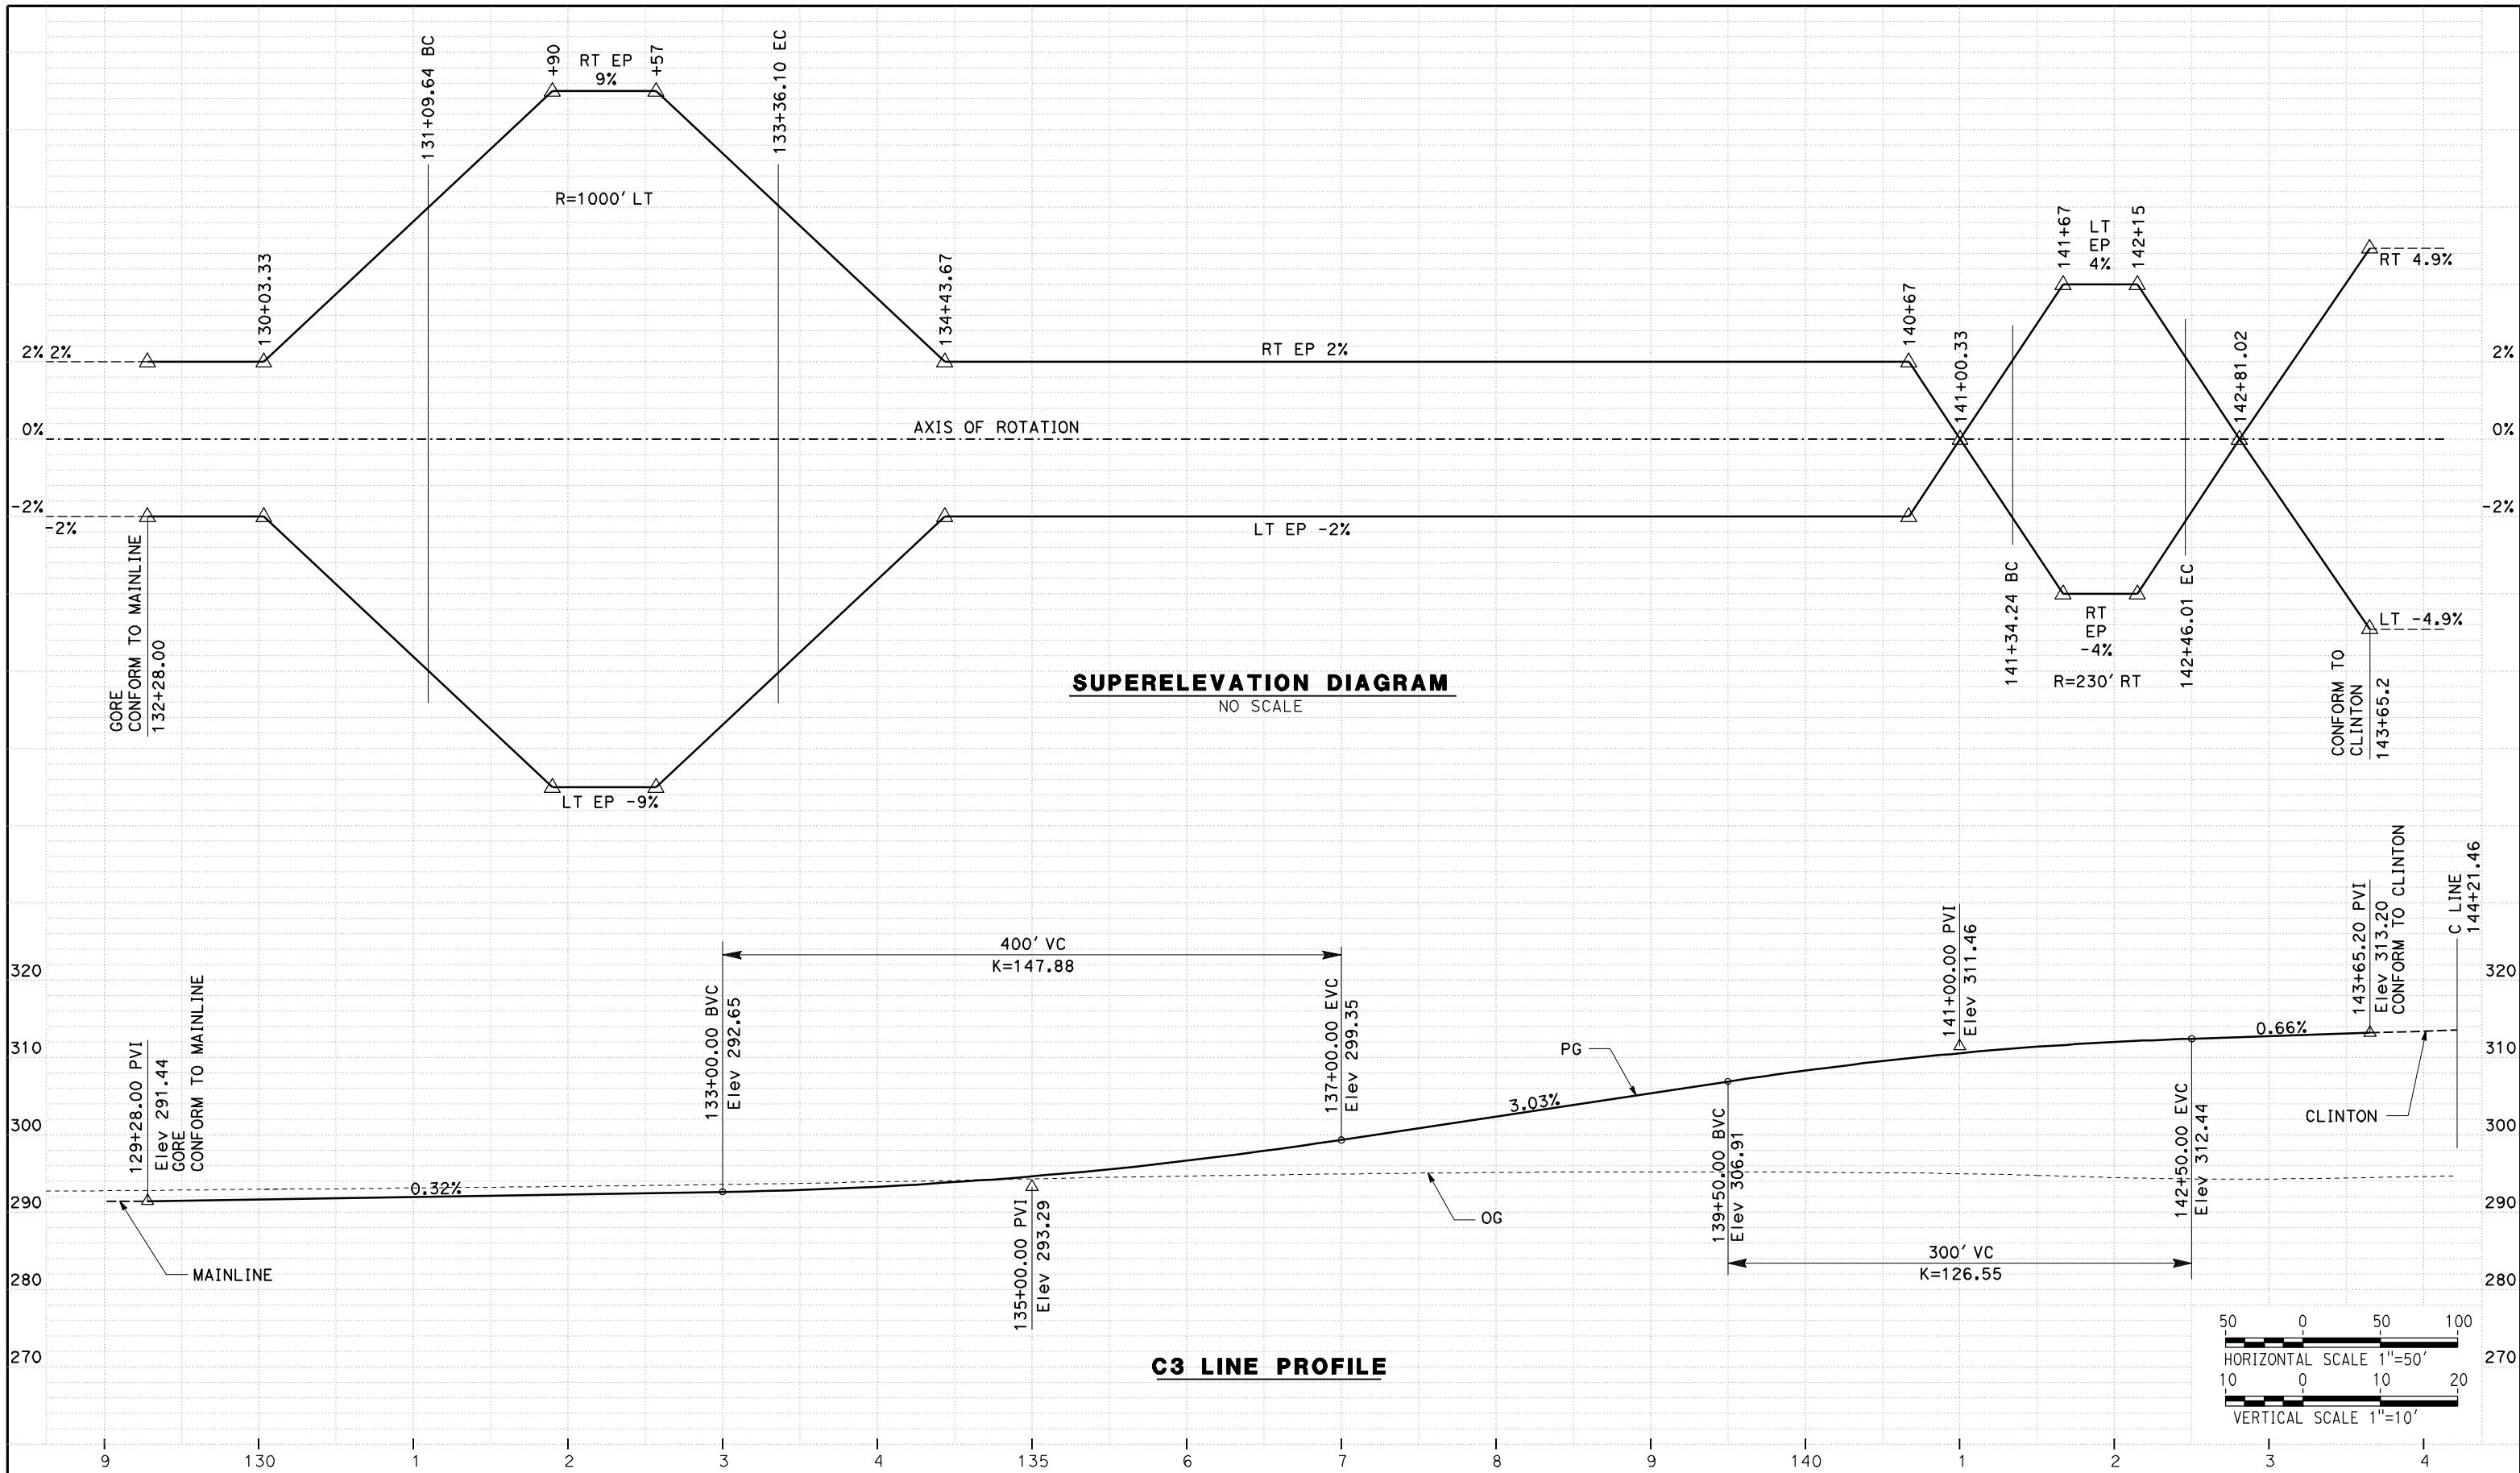 131+09.64 BC
+90
RT EP
9%
+57
133+36.10 EC
R=1000' LT
130+03.33
134+43.67
2% 2%
RT EP 2%
140+67
141+00.33
141+67
LT
EP
4%
142+15
142+81.02
RT 4.9%
2%
0%
AXIS OF ROTATION
0%
-2%
-2%
LT EP -2%
-2%
GORE
CONFORM TO MAINLINE
132+28.00
LT EP -9%
141+34.24 BC
RT
EP
-4%
R=230' RT
142+46.01 EC
LT -4.9%
CONFORM TO
CLINTON
143+65.2
SUPERELEVATION DIAGRAM
NO SCALE
320
310
300
290
280
270
129+28.00 PVI
Elev 291.44
GORE
CONFORM TO MAINLINE
0.32%
MAINLINE
133+00.00 BVC
Elev 292.65
400' VC
K=147.88
135+00.00 PVI
Elev 293.29
137+00.00 EVC
Elev 299.35
OG
PG
3.03%
139+50.00 BVC
Elev 306.91
141+00.00 PVI
Elev 311.46
300' VC
K=126.55
142+50.00 EVC
Elev 312.44
0.66%
143+65.20 PVI
Elev 313.20
CONFORM TO CLINTON
C LINE
144+21.46
CLINTON
320
310
300
290
280
270
C3 LINE PROFILE
50 0 50 100
HORIZONTAL SCALE 1"=50'
10 0 10 20
VERTICAL SCALE 1"=10'
9 130 1 2 3 4 135 6 7 8 9 140 1 2 3 4